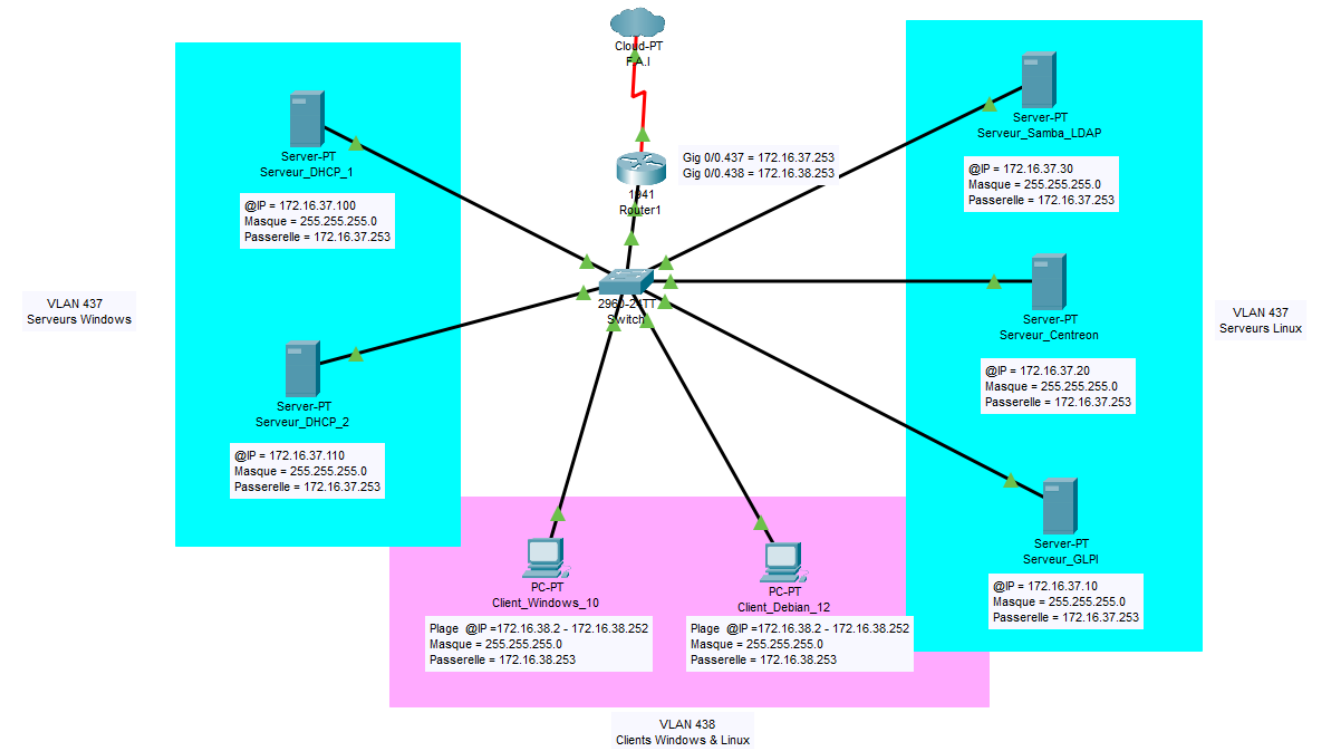 Cloud-PT
F.A.I
Gig 0/0.437 = 172.16.37.253
Gig 0/0.438 = 172.16.38.253
1941
Router1
Server-PT
Serveur_DHCP_1
@IP = 172.16.37.100
Masque = 255.255.255.0
Passerelle = 172.16.37.253
Server-PT
Serveur_Samba_LDAP
@IP = 172.16.37.30
Masque = 255.255.255.0
Passerelle = 172.16.37.253
VLAN 437
Serveurs Windows
2960-24TT
Switch
Server-PT
Serveur_Centreon
@IP = 172.16.37.20
Masque = 255.255.255.0
Passerelle = 172.16.37.253
VLAN 437
Serveurs Linux
Server-PT
Serveur_DHCP_2
@IP = 172.16.37.110
Masque = 255.255.255.0
Passerelle = 172.16.37.253
Server-PT
Serveur_GLPI
@IP = 172.16.37.10
Masque = 255.255.255.0
Passerelle = 172.16.37.253
PC-PT
Client_Windows_10
Plage @IP =172.16.38.2 - 172.16.38.252
Masque = 255.255.255.0
Passerelle = 172.16.38.253
PC-PT
Client_Debian_12
Plage @IP =172.16.38.2 - 172.16.38.252
Masque = 255.255.255.0
Passerelle = 172.16.38.253
VLAN 438
Clients Windows & Linux